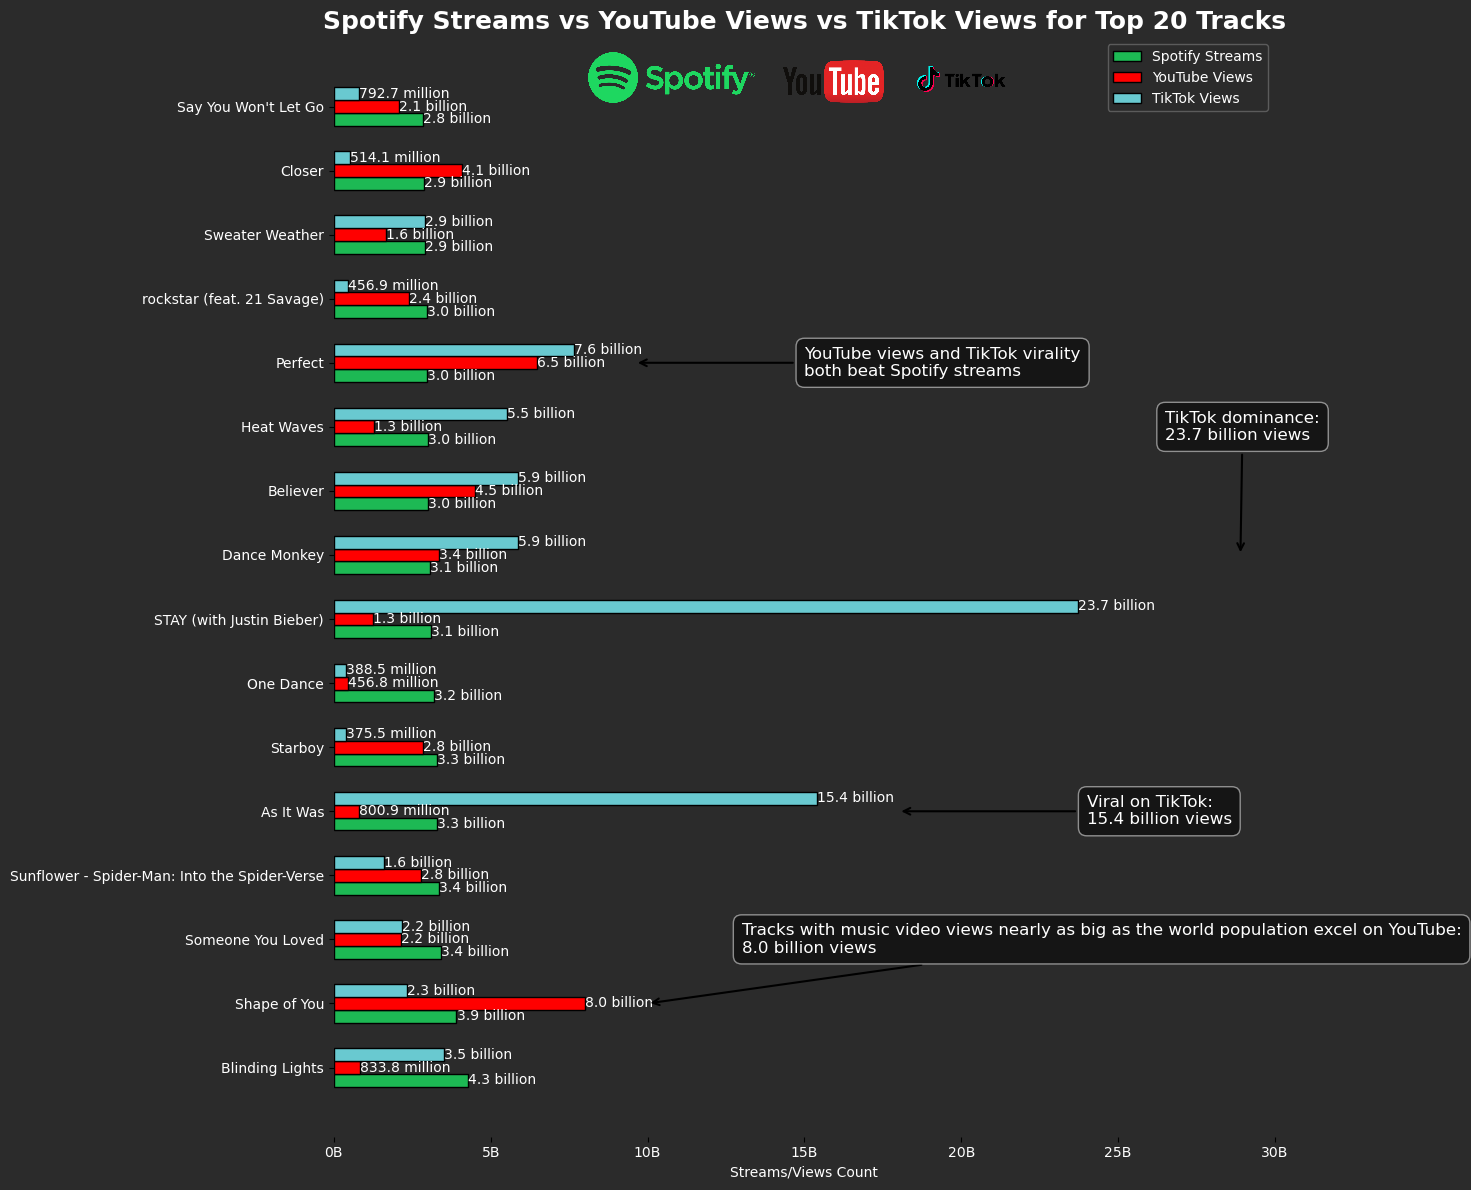 Spotify Streams vs YouTube Views vs TikTok Views for Top 20 Tracks
Spotify
YouTube
TikTok
Spotify Streams
YouTube Views
TikTok Views
Say You Won't Let Go
792.7 million
2.1 billion
2.8 billion
Closer
514.1 million
4.1 billion
2.9 billion
Sweater Weather
2.9 billion
1.6 billion
2.9 billion
rockstar (feat. 21 Savage)
456.9 million
2.4 billion
3.0 billion
Perfect
7.6 billion
6.5 billion
3.0 billion
YouTube views and TikTok virality
both beat Spotify streams
Heat Waves
5.5 billion
1.3 billion
3.0 billion
TikTok dominance:
23.7 billion views
Believer
5.9 billion
4.5 billion
3.0 billion
Dance Monkey
5.9 billion
3.4 billion
3.1 billion
STAY (with Justin Bieber)
23.7 billion
1.3 billion
3.1 billion
One Dance
388.5 million
456.8 million
3.2 billion
Starboy
375.5 million
2.8 billion
3.3 billion
As It Was
15.4 billion
800.9 million
3.3 billion
Viral on TikTok:
15.4 billion views
Sunflower - Spider-Man: Into the Spider-Verse
1.6 billion
2.8 billion
3.4 billion
Someone You Loved
2.2 billion
2.2 billion
3.4 billion
Tracks with music video views nearly as big as the world population excel on YouTube:
8.0 billion views
Shape of You
2.3 billion
8.0 billion
3.9 billion
Blinding Lights
3.5 billion
833.8 million
4.3 billion
0B 5B 10B 15B 20B 25B 30B
Streams/Views Count